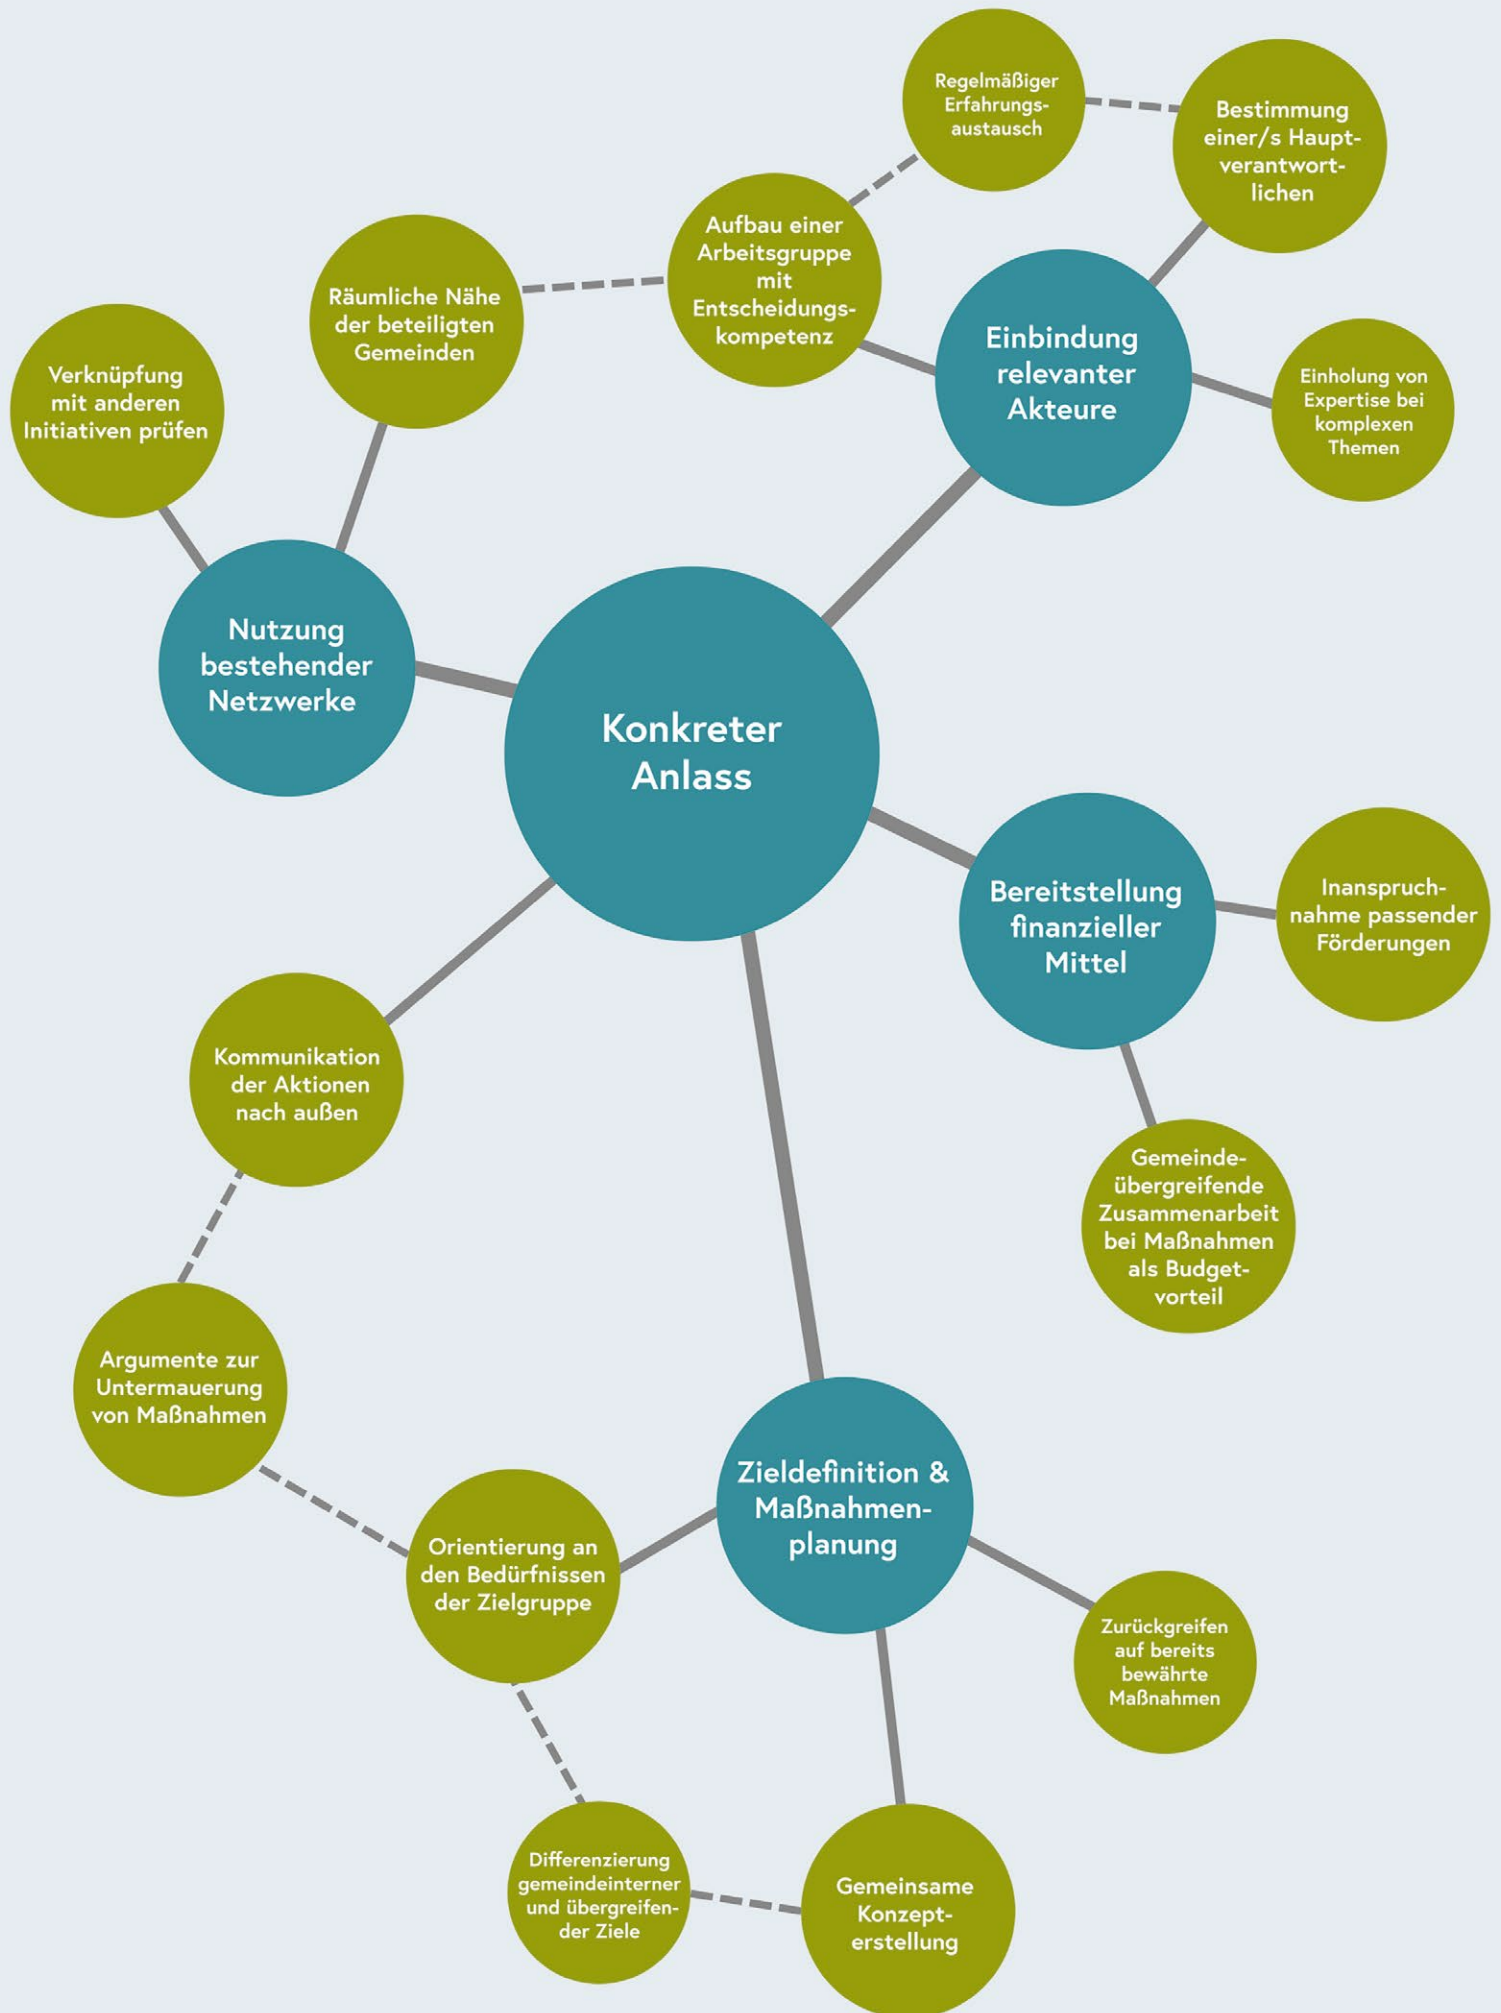 Regelmäßiger
Erfahrungs-
austausch
Bestimmung
einer/s Haupt-
verantwort-
lichen
Aufbau einer
Arbeitsgruppe
mit
Entscheidungs-
kompetenz
Räumliche Nähe
der beteiligten
Gemeinden
Verknüpfung
mit anderen
Initiativen prüfen
Einbindung
relevanter
Akteure
Einholung von
Expertise bei
komplexen
Themen
Nutzung
bestehender
Netzwerke
Konkreter
Anlass
Bereitstellung
finanzieller
Mittel
Inanspruch-
nahme passender
Förderungen
Kommunikation
der Aktionen
nach außen
Gemeinde-
übergreifende
Zusammenarbeit
bei Maßnahmen
als Budget-
vorteil
Argumente zur
Untermauerung
von Maßnahmen
Zieldefinition &
Maßnahmen-
planung
Orientierung an
den Bedürfnissen
der Zielgruppe
Zurückgreifen
auf bereits
bewährte
Maßnahmen
Differenzierung
gemeindeinterner
und übergreifen-
der Ziele
Gemeinsame
Konzept-
erstellung